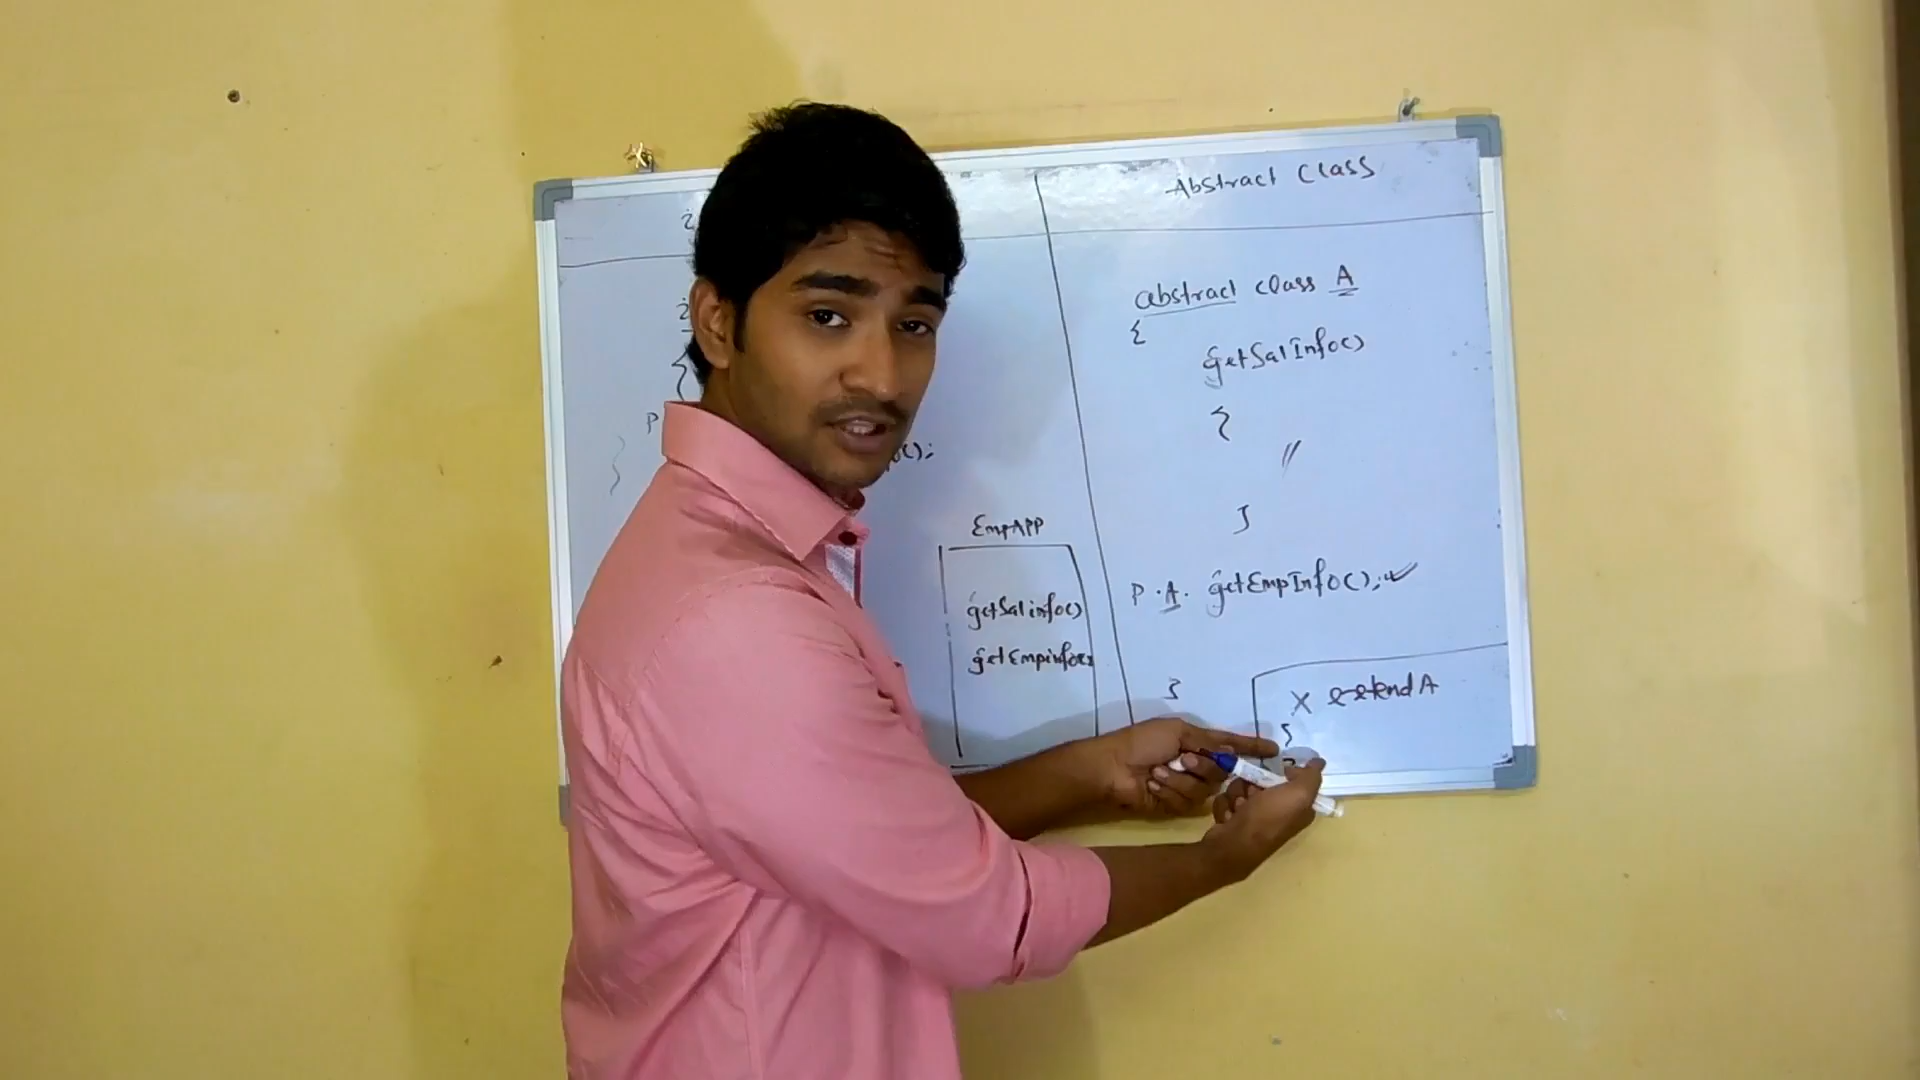 Abstract Class
abstract class A
{
getSalInfo()
{
//
}
P.A. getEmpInfo();
}
EmpAPP
getSalinfo()
getEmpinfo()
X extend A
{